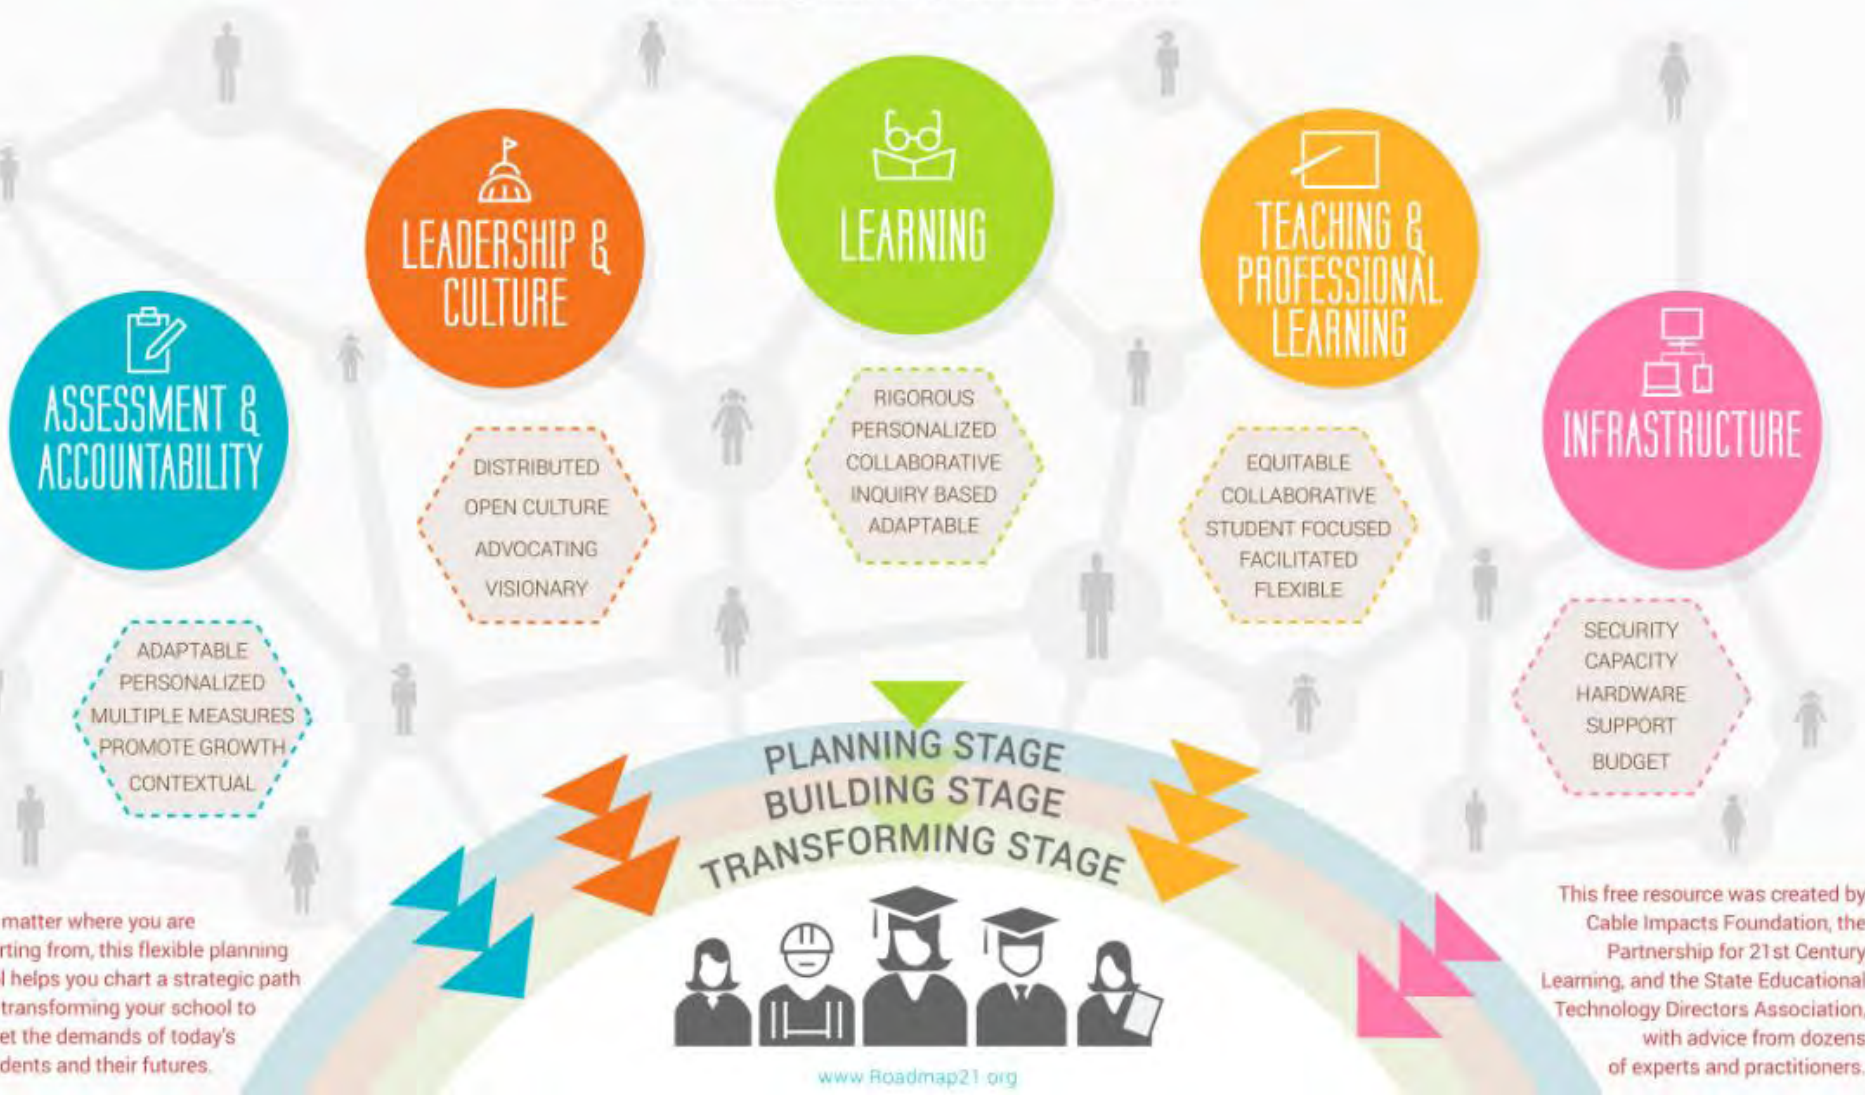 ASSESSMENT &
ACCOUNTABILITY
ADAPTABLE
PERSONALIZED
MULTIPLE MEASURES
PROMOTE GROWTH
CONTEXTUAL
LEADERSHIP &
CULTURE
DISTRIBUTED
OPEN CULTURE
ADVOCATING
VISIONARY
LEARNING
RIGOROUS
PERSONALIZED
COLLABORATIVE
INQUIRY BASED
ADAPTABLE
TEACHING &
PROFESSIONAL
LEARNING
EQUITABLE
COLLABORATIVE
STUDENT FOCUSED
FACILITATED
FLEXIBLE
INFRASTRUCTURE
SECURITY
CAPACITY
HARDWARE
SUPPORT
BUDGET
PLANNING STAGE
BUILDING STAGE
TRANSFORMING STAGE
matter where you are
rting from, this flexible planning
l helps you chart a strategic path
transforming your school to
et the demands of today's
dents and their futures.
www.Roadmap21.org
This free resource was created by
Cable Impacts Foundation, the
Partnership for 21st Century
Learning, and the State Educational
Technology Directors Association,
with advice from dozens
of experts and practitioners.